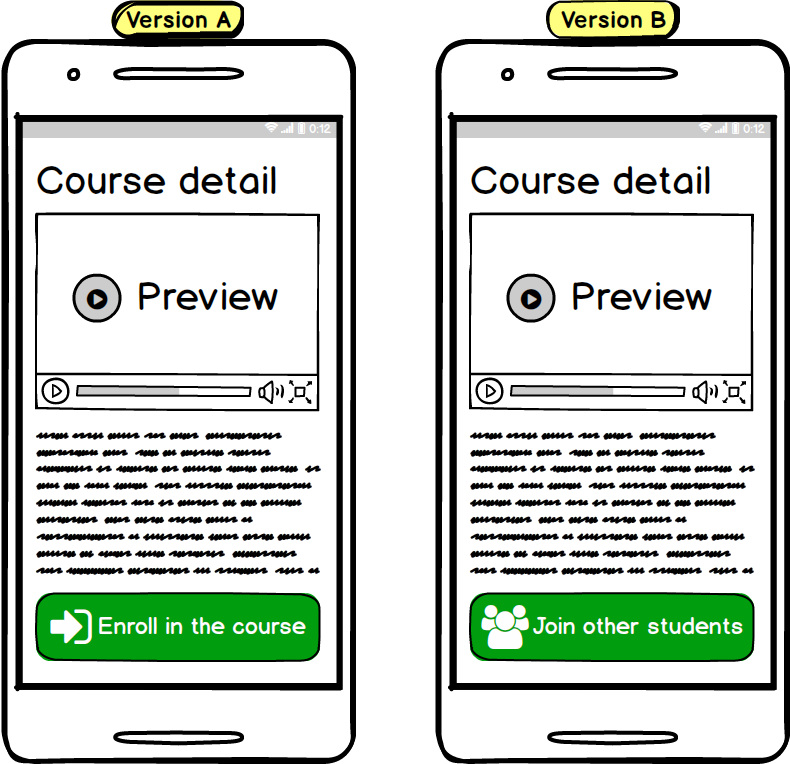 Version A
0:12
Course detail
Preview
Enroll in the course
Version B
0:12
Course detail
Preview
Join other students